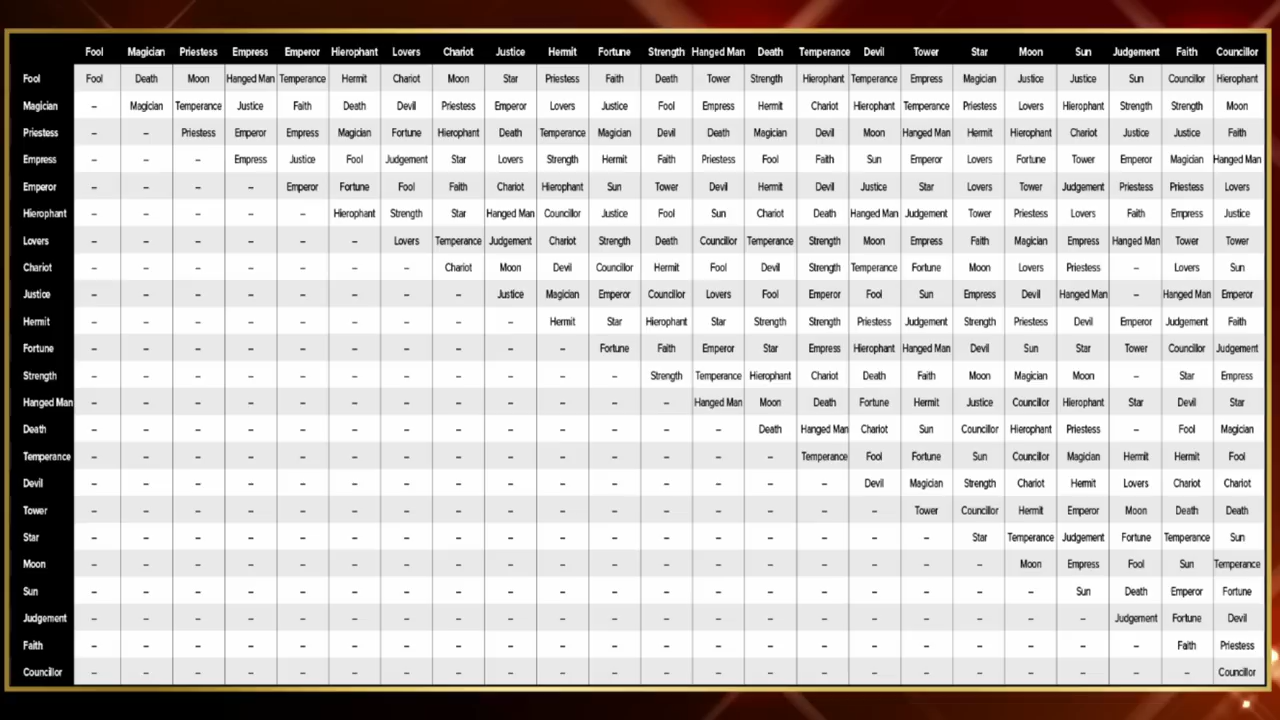 Fool Magician Priestess Empress Emperor Hierophant Lovers Chariot Justice Hermit Fortune Strength Hanged Man Death Temperance Devil Tower Star Moon Sun Judgement Faith Councillor
Fool Fool Death Moon Hanged Man Temperance Hermit Chariot Moon Star Priestess Faith Death Tower Strength Hierophant Temperance Empress Magician Justice Justice Sun Councillor Hierophant
Magician – Magician Temperance Justice Faith Death Devil Priestess Emperor Lovers Justice Fool Empress Hermit Chariot Hierophant Temperance Priestess Lovers Hierophant Strength Strength Moon
Priestess – – Priestess Emperor Empress Magician Fortune Hierophant Death Temperance Magician Devil Death Magician Devil Moon Hanged Man Hermit Hierophant Chariot Justice Justice Faith
Empress – – – Empress Justice Fool Judgement Star Lovers Strength Hermit Faith Priestess Fool Faith Sun Emperor Lovers Fortune Tower Emperor Magician Hanged Man
Emperor – – – – Emperor Fortune Fool Faith Chariot Hierophant Sun Tower Devil Hermit Devil Justice Star Lovers Tower Judgement Priestess Priestess Lovers
Hierophant – – – – – Hierophant Strength Star Hanged Man Councillor Justice Fool Sun Chariot Death Hanged Man Judgement Tower Priestess Lovers Faith Empress Justice
Lovers – – – – – – Lovers Temperance Judgement Chariot Strength Death Councillor Temperance Strength Moon Empress Faith Magician Empress Hanged Man Tower Tower
Chariot – – – – – – – Chariot Moon Devil Councillor Hermit Fool Devil Strength Temperance Fortune Moon Lovers Priestess – Lovers Sun
Justice – – – – – – – – Justice Magician Emperor Councillor Lovers Fool Emperor Fool Sun Empress Devil Hanged Man – Hanged Man Emperor
Hermit – – – – – – – – – Hermit Star Hierophant Star Strength Strength Priestess Judgement Strength Priestess Devil Emperor Judgement Faith
Fortune – – – – – – – – – – Fortune Faith Emperor Star Empress Hierophant Hanged Man Devil Sun Star Tower Councillor Judgement
Strength – – – – – – – – – – – Strength Temperance Hierophant Chariot Death Faith Moon Magician Moon – Star Empress
Hanged Man – – – – – – – – – – – – Hanged Man Moon Death Fortune Hermit Justice Councillor Hierophant Star Devil Star
Death – – – – – – – – – – – – – Death Hanged Man Chariot Sun Councillor Hierophant Priestess – Fool Magician
Temperance – – – – – – – – – – – – – – Temperance Fool Fortune Sun Councillor Magician Hermit Hermit Fool
Devil – – – – – – – – – – – – – – – Devil Magician Strength Chariot Hermit Lovers Chariot Chariot
Tower – – – – – – – – – – – – – – – – Tower Councillor Hermit Emperor Moon Death Death
Star – – – – – – – – – – – – – – – – – Star Temperance Judgement Fortune Temperance Sun
Moon – – – – – – – – – – – – – – – – – – Moon Empress Fool Sun Temperance
Sun – – – – – – – – – – – – – – – – – – – Sun Death Emperor Fortune
Judgement – – – – – – – – – – – – – – – – – – – – Judgement Fortune Devil
Faith – – – – – – – – – – – – – – – – – – – – – Faith Priestess
Councillor – – – – – – – – – – – – – – – – – – – – – – Councillor